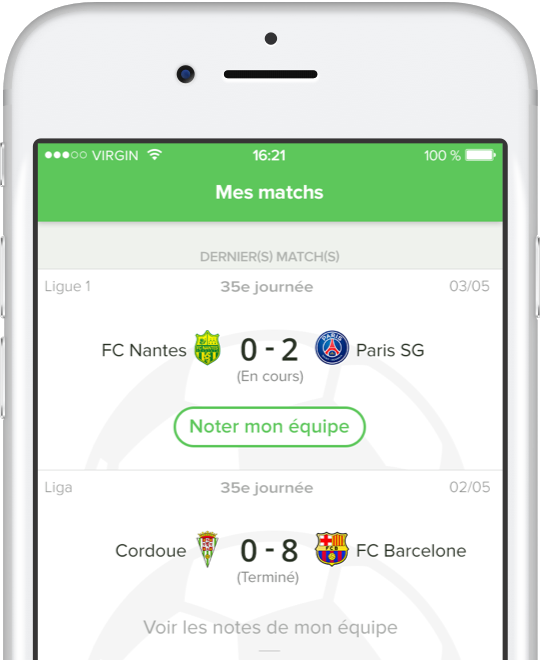 VIRGIN 16:21 100 %
Mes matchs
DERNIER(S) MATCH(S)
Ligue 1 35e journée 03/05
FC Nantes 0 - 2 Paris SG
(En cours)
Noter mon équipe
Liga 35e journée 02/05
Cordoue 0 - 8 FC Barcelone
(Terminé)
Voir les notes de mon équipe